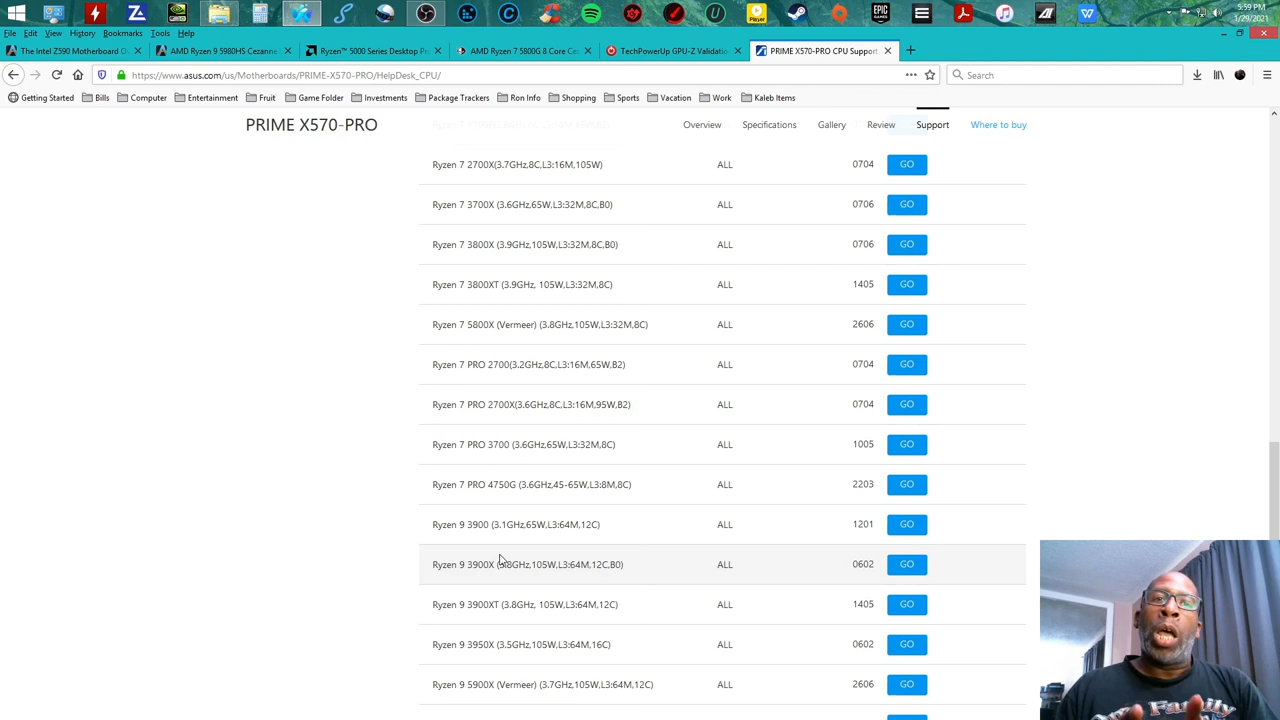 5:59 PM
1/29/2021
The Intel Z590 Motherboard O
AMD Ryzen 9 5980HS Cezanne
Ryzen™ 5000 Series Desktop Pr
AMD Ryzen 7 5800G 8 Core Ce
TechPowerUp GPU-Z Validation
PRIME X570-PRO CPU Support
File Edit View History Bookmarks Tools Help
https://www.asus.com/us/Motherboards/PRIME-X570-PRO/HelpDesk_CPU/
Search
Getting Started Bills Computer Entertainment Fruit Game Folder Investments Package Trackers Ron Info Shopping Sports Vacation Work Kaleb Items
PRIME X570-PRO
Overview Specifications Gallery Review Support Where to buy
Ryzen 7 2700X(3.7GHz,8C,L3:16M,105W) ALL 0704 GO
Ryzen 7 3700X (3.6GHz,65W,L3:32M,8C,B0) ALL 0706 GO
Ryzen 7 3800X (3.9GHz,105W,L3:32M,8C,B0) ALL 0706 GO
Ryzen 7 3800XT (3.9GHz, 105W,L3:32M,8C) ALL 1405 GO
Ryzen 7 5800X (Vermeer) (3.8GHz,105W,L3:32M,8C) ALL 2606 GO
Ryzen 7 PRO 2700(3.2GHz,8C,L3:16M,65W,B2) ALL 0704 GO
Ryzen 7 PRO 2700X(3.6GHz,8C,L3:16M,95W,B2) ALL 0704 GO
Ryzen 7 PRO 3700 (3.6GHz,65W,L3:32M,8C) ALL 1005 GO
Ryzen 7 PRO 4750G (3.6GHz,45-65W,L3:8M,8C) ALL 2203 GO
Ryzen 9 3900 (3.1GHz,65W,L3:64M,12C) ALL 1201 GO
Ryzen 9 3900X (3.8GHz,105W,L3:64M,12C,B0) ALL 0602 GO
Ryzen 9 3900XT (3.8GHz, 105W,L3:64M,12C) ALL 1405 GO
Ryzen 9 3950X (3.5GHz,105W,L3:64M,16C) ALL 0602 GO
Ryzen 9 5900X (Vermeer) (3.7GHz,105W,L3:64M,12C) ALL 2606 GO
Family